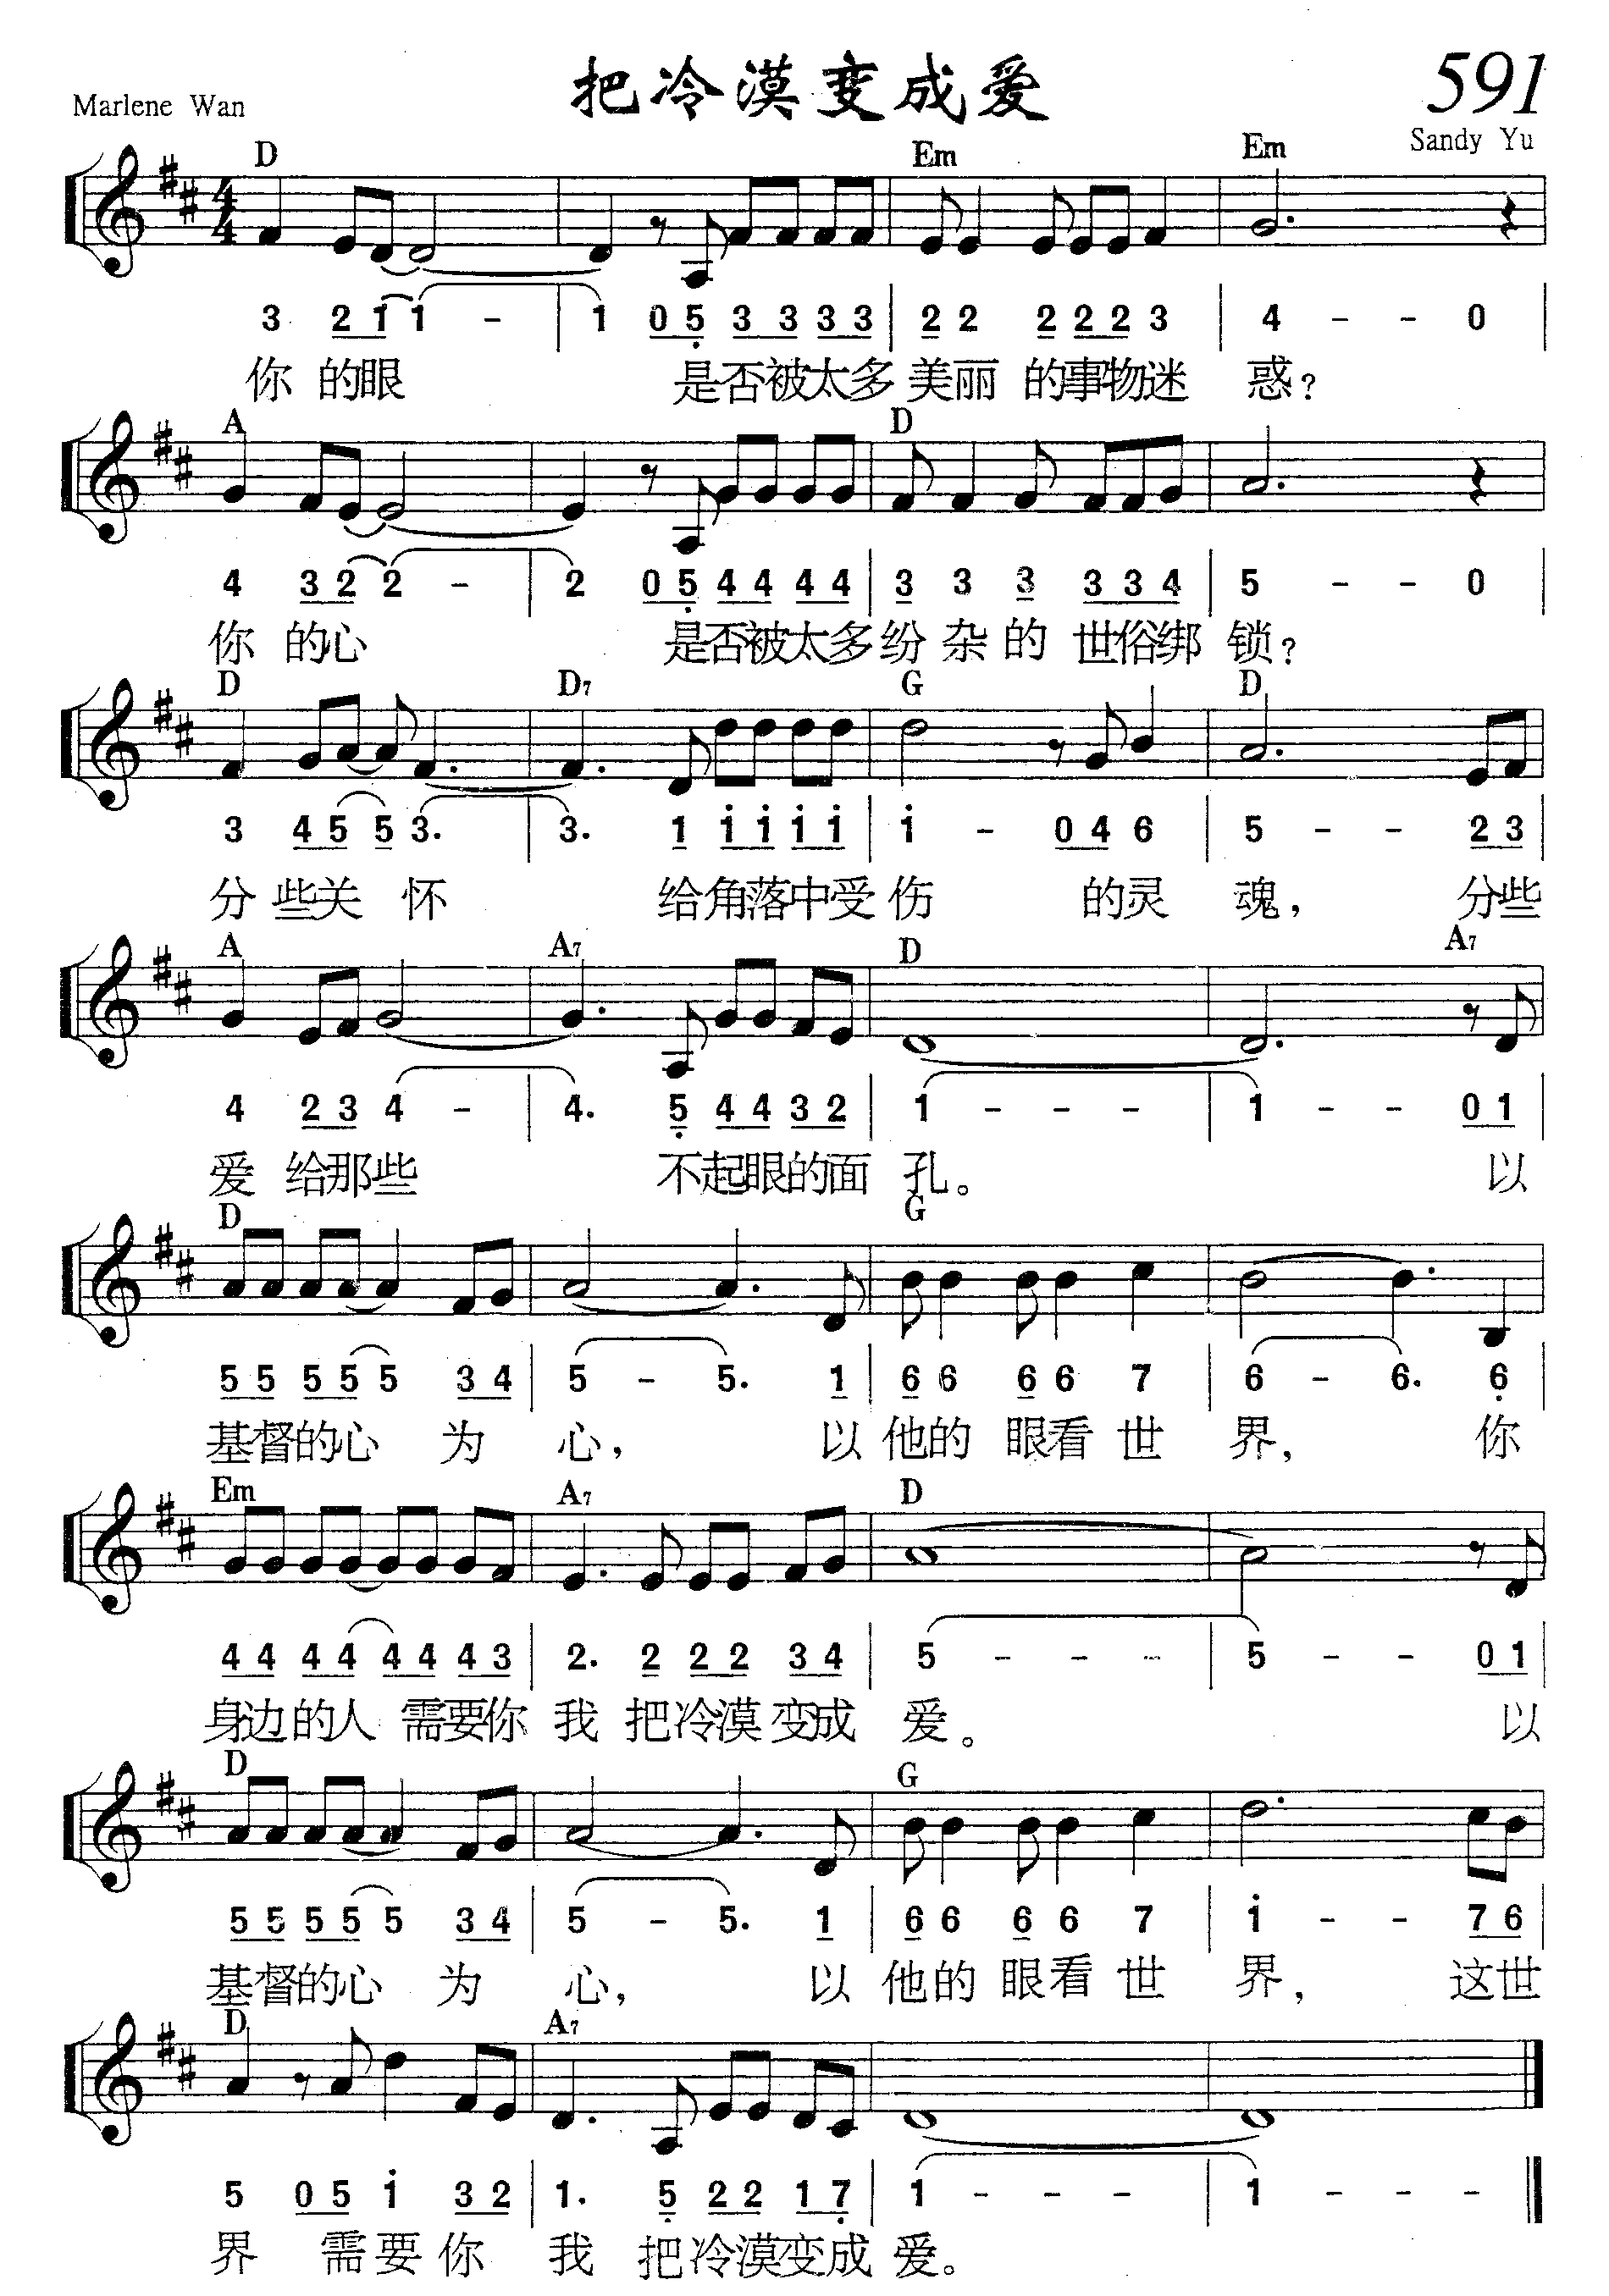 把冷漠变成爱
591
Marlene Wan
Sandy Yu
D Em Em
3 2 1 1 - | 1 0 5 3 3 3 3 | 2 2 2 2 2 3 | 4 - - 0 |
你 的眼 是否被太多 美丽 的事物迷 惑?
A D
4 3 2 2 - | 2 0 5 4 4 4 4 | 3 3 3 3 3 4 | 5 - - 0 |
你 的心 是否被太多 纷 杂 的 世俗绑 锁?
D D7 G D
3 4 5 5 3. | 3. 1 1 1 1 1 | 1 - 0 4 6 | 5 - - 2 3 |
分 些关 怀 给角落中受 伤 的灵 魂, 分些
A A7 D A7
4 2 3 4 - | 4. 5 4 4 3 2 | 1 - - - | 1 - - 0 1 |
爱 给那些 不起眼的面 孔。 以
D G
5 5 5 5 5 3 4 | 5 - 5. 1 | 6 6 6 6 7 | 6 - 6. 6 |
基督的心 为 心, 以 他的 眼看 世 界, 你
Em A7 D
4 4 4 4 4 4 4 3 | 2. 2 2 2 3 4 | 5 - - - | 5 - - 0 1 |
身边的人 需要你 我 把冷漠 变成 爱。 以
D G
5 5 5 5 5 3 4 | 5 - 5. 1 | 6 6 6 6 7 | 1 - - 7 6 |
基督的心 为 心, 以 他的 眼看 世 界, 这世
D A7
5 0 5 1 3 2 | 1. 5 2 2 1 7 | 1 - - - | 1 - - - ||
界 需要 你 我 把冷漠变成 爱。